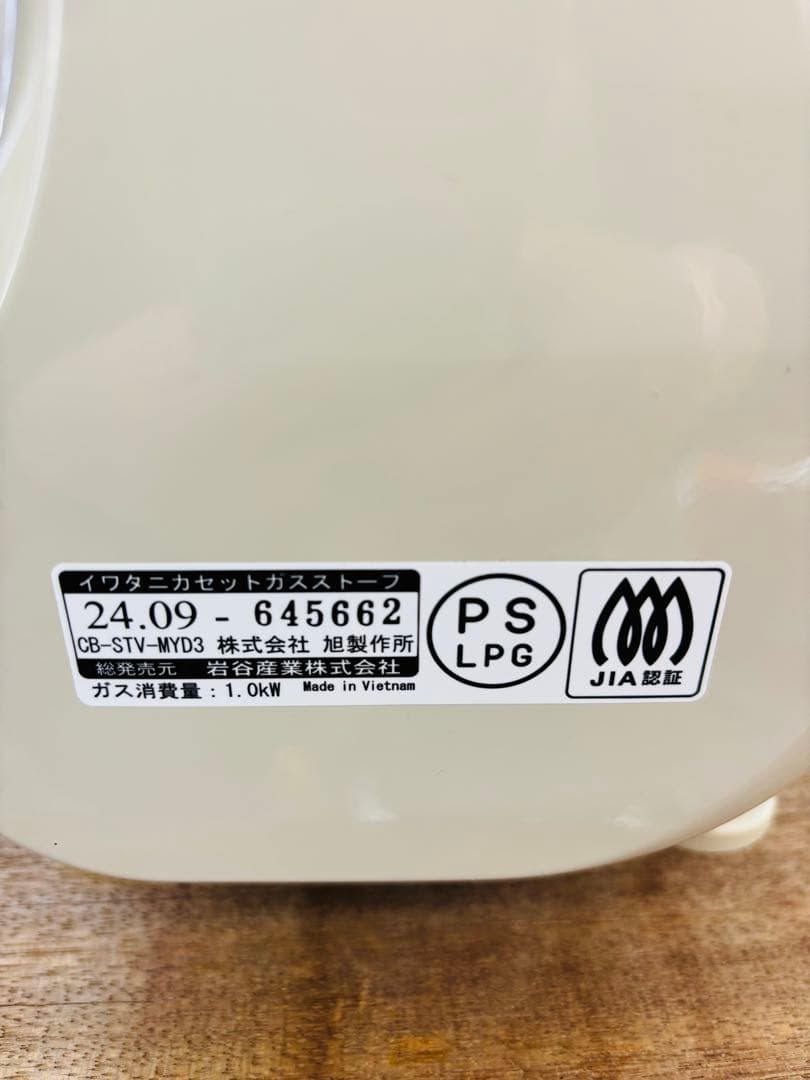 イワタニカセットガスストーブ
24.09 - 645662
CB-STV-MYD3 株式会社 旭製作所
総発売元 岩谷産業株式会社
ガス消費量：1.0kW Made in Vietnam
PS
LPG
JIA認証